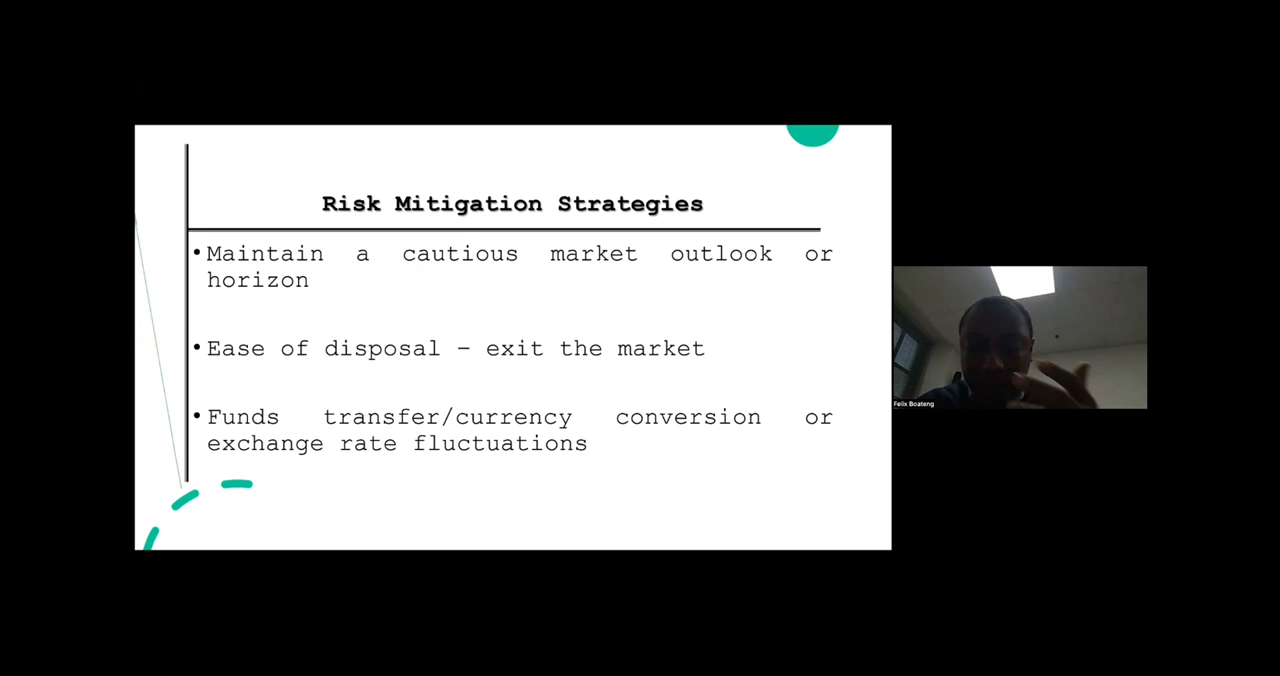 Risk Mitigation Strategies
•Maintain a cautious market outlook or
horizon
•Ease of disposal – exit the market
•Funds transfer/currency conversion or
exchange rate fluctuations
Felix Boateng